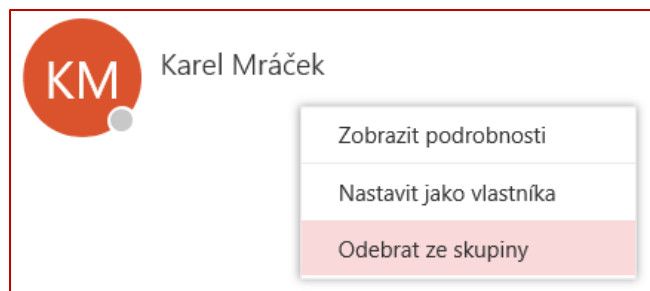 KM
Karel Mráček
Zobrazit podrobnosti
Nastavit jako vlastníka
Odebrat ze skupiny